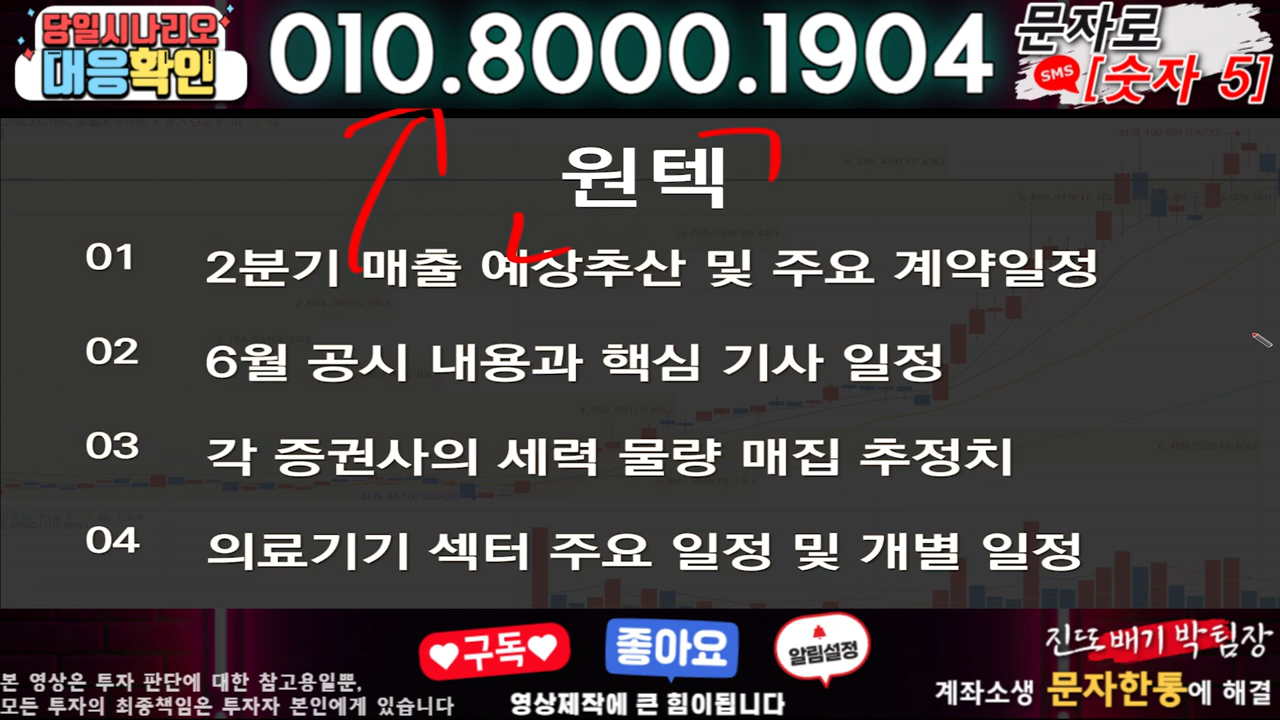 당일시나리오
대응확인
010.8000.1904
문자로
SMS
[숫자 5]
원텍
01 2분기 매출 예상추산 및 주요 계약일정
02 6월 공시 내용과 핵심 기사 일정
03 각 증권사의 세력 물량 매집 추정치
04 의료기기 섹터 주요 일정 및 개별 일정
구독
좋아요
알림설정
본 영상은 투자 판단에 대한 참고용일뿐,
모든 투자의 최종책임은 투자자 본인에게 있습니다
영상제작에 큰 힘이됩니다
진또배기 박팀장
계좌소생 문자한통에 해결